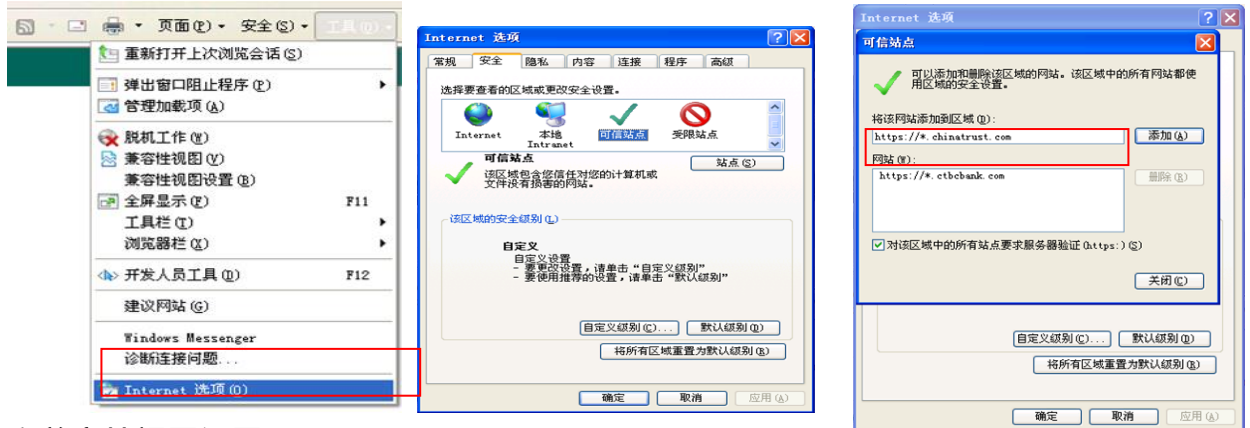 页面(P) 安全(S) 工具(O)
重新打开上次浏览会话(S)
弹出窗口阻止程序(P)
管理加载项(A)
脱机工作(W)
兼容性视图(V)
兼容性视图设置(B)
全屏显示(F) F11
工具栏(T)
浏览器栏(X)
开发人员工具(D) F12
建议网站(G)
Windows Messenger
诊断连接问题...
Internet 选项(O)
Internet 选项
常规 安全 隐私 内容 连接 程序 高级
选择要查看的区域或更改安全设置。
Internet 本地 Intranet 可信站点 受限站点
可信站点
站点(S)
该区域包含您信任对您的计算机或
文件没有损害的网站。
该区域的安全级别(L)
自定义
自定义设置
- 要更改设置,请单击“自定义级别”
- 要使用推荐的设置,请单击“默认级别”
自定义级别(C)... 默认级别(D)
将所有区域重置为默认级别(R)
确定 取消 应用(A)
Internet 选项
可信站点
可以添加和删除该区域的网站。该区域中的所有网站都使
用区域的安全设置。
将该网站添加到区域(D):
https://*.chinatrust.com 添加(A)
网站(W):
https://*.ctbcbank.com 删除(R)
对该区域中的所有站点要求服务器验证(https:)(S)
关闭(C)
自定义级别(C)... 默认级别(D)
将所有区域重置为默认级别(R)
确定 取消 应用(A)